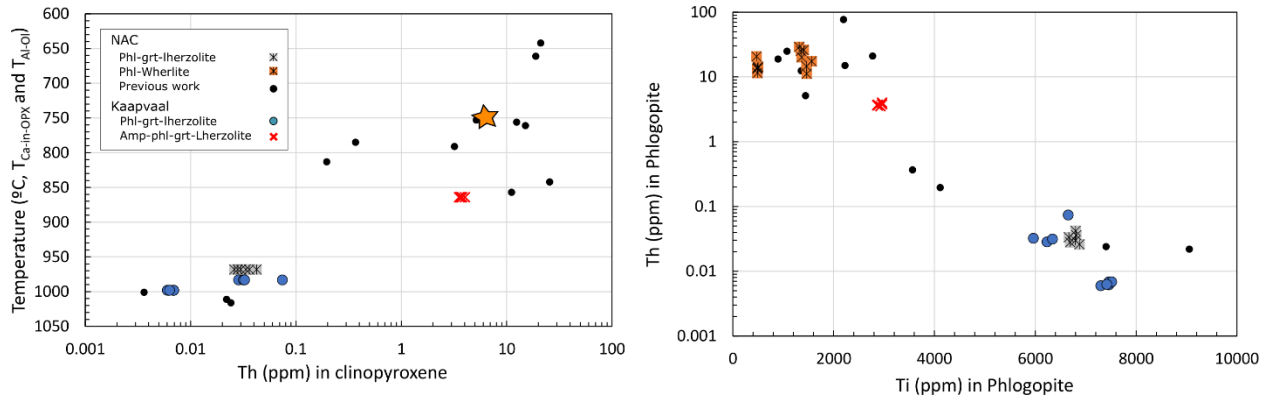 600
650
700
750
800
850
900
950
1000
1050
Temperature (ºC, T Ca-in-OPX and T Al-Ol)
NAC
Phl-grt-lherzolite
Phl-Wherlite
Previous work
Kaapvaal
Phl-grt-lherzolite
Amp-phl-grt-Lherzolite
0.001
0.01
0.1
1
10
100
Th (ppm) in clinopyroxene
100
10
1
0.1
0.01
0.001
Th (ppm) in Phlogopite
0
2000
4000
6000
8000
10000
Ti (ppm) in Phlogopite